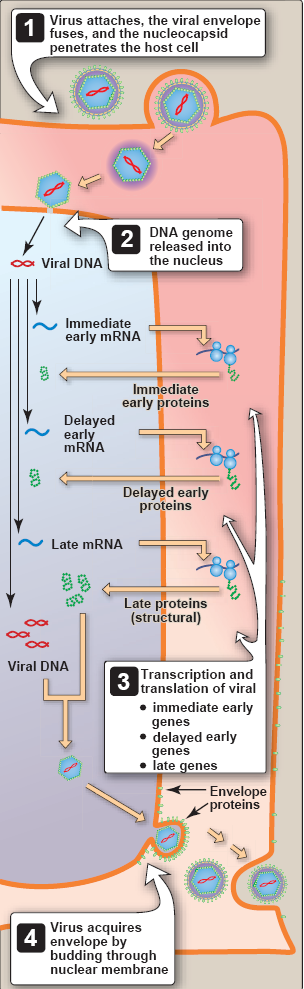 1
Virus attaches, the viral envelope
fuses, and the nucleocapsid
penetrates the host cell
2
DNA genome
released into
the nucleus
Viral DNA
Immediate
early mRNA
Immediate
early proteins
Delayed
early
mRNA
Delayed early
proteins
Late mRNA
Late proteins
(structural)
Viral DNA
3
Transcription and
translation of viral
• immediate early
genes
• delayed early
genes
• late genes
Envelope
proteins
4
Virus acquires
envelope by
budding through
nuclear membrane